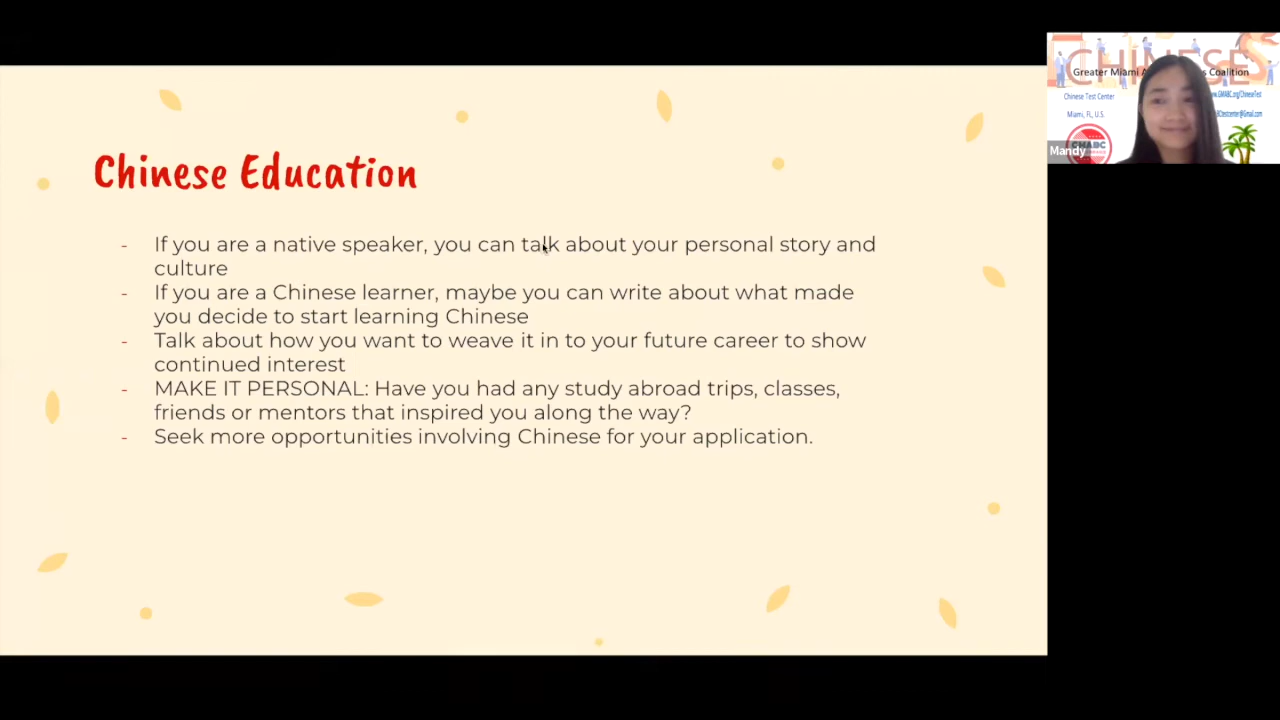 Chinese Education
- If you are a native speaker, you can talk about your personal story and
culture
- If you are a Chinese learner, maybe you can write about what made
you decide to start learning Chinese
- Talk about how you want to weave it in to your future career to show
continued interest
- MAKE IT PERSONAL: Have you had any study abroad trips, classes,
friends or mentors that inspired you along the way?
- Seek more opportunities involving Chinese for your application.
CHINESE
Greater Miami Coalition
Chinese Test Center
Miami, FL, U.S.
GMABC
Mandy